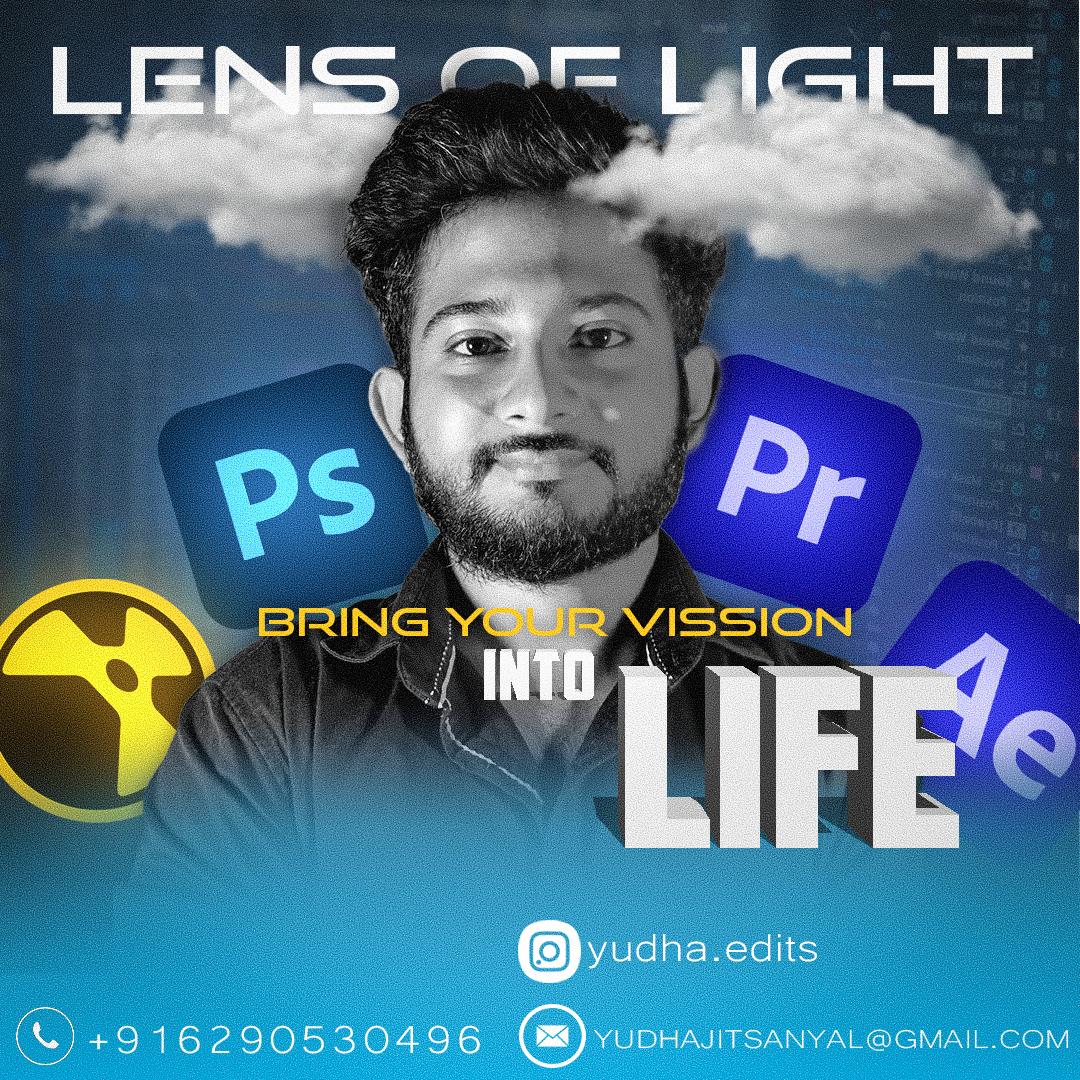 LENS OF LIGHT
Ps
Pr
Ae
BRING YOUR VISSION
INTO
LIFE
yudha.edits
+916290530496
YUDHAJITSANYAL@GMAIL.COM